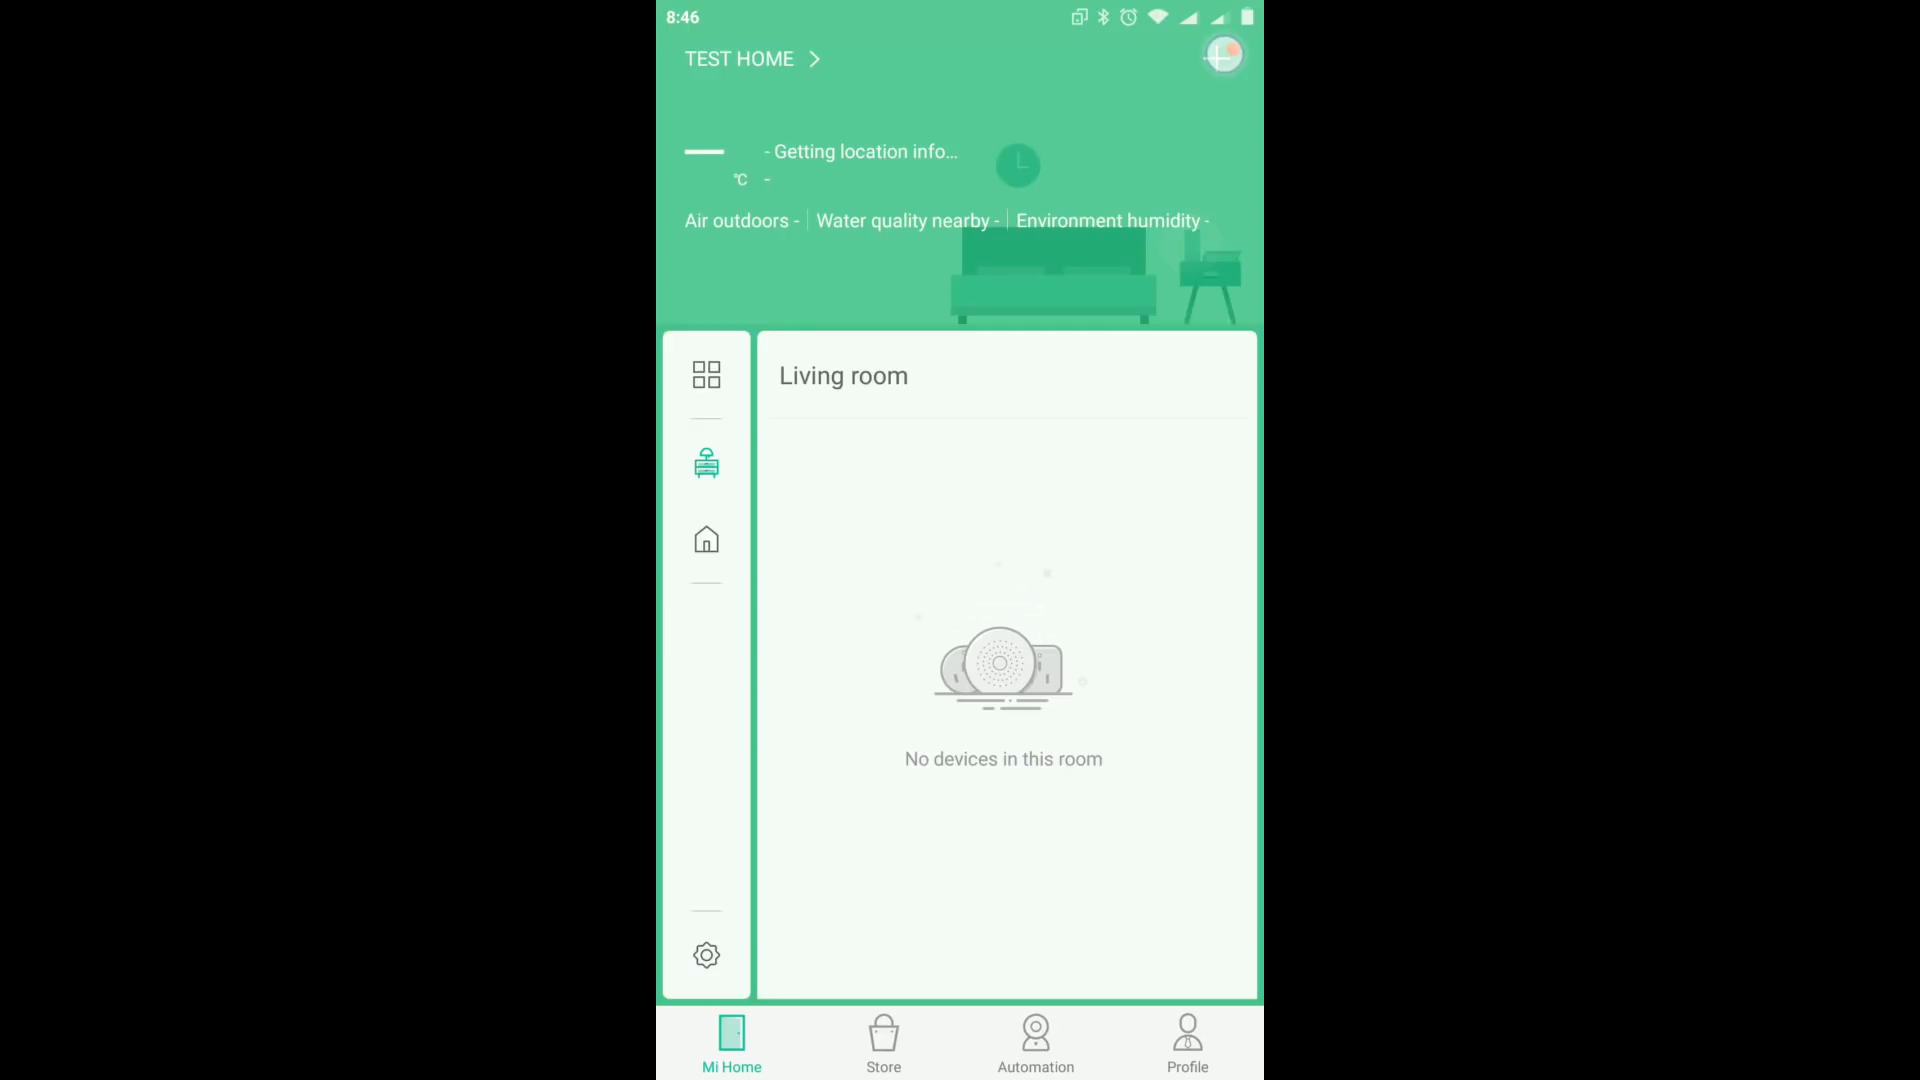 8:46
TEST HOME
- Getting location info...
°C -
Air outdoors - Water quality nearby - Environment humidity -
Living room
No devices in this room
Mi Home Store Automation Profile